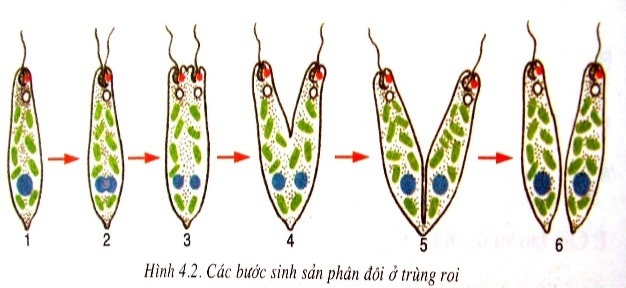 1 2 3 4 5 6
Hình 4.2. Các bước sinh sản phân đôi ở trùng roi